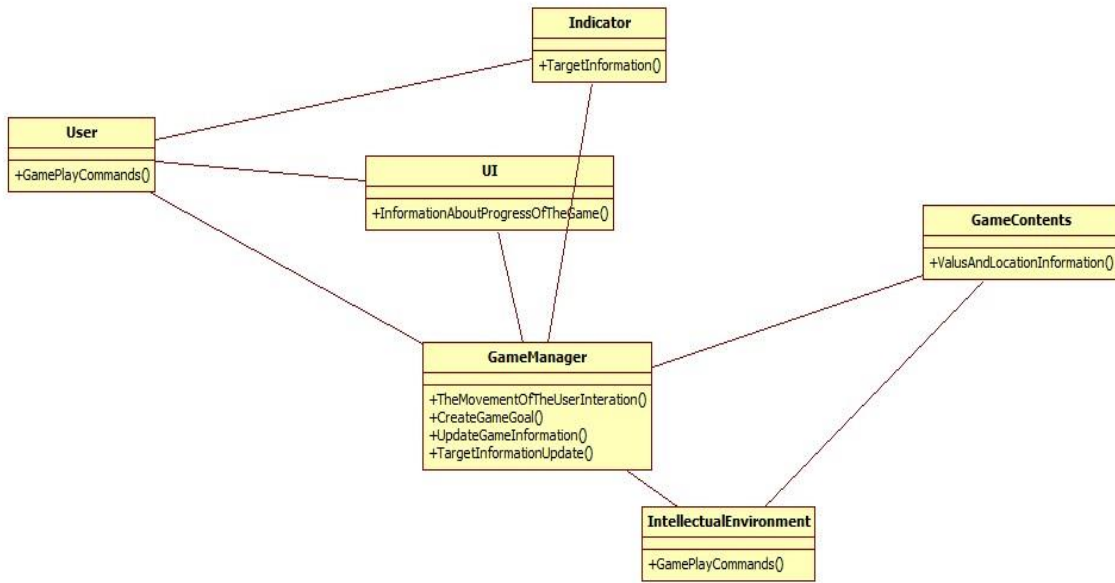 Indicator
+TargetInformation()
User
+GamePlayCommands()
UI
+InformationAboutProgressOfTheGame()
GameContents
+ValusAndLocationInformation()
GameManager
+TheMovementOfTheUserInteration()
+CreateGameGoal()
+UpdateGameInformation()
+TargetInformationUpdate()
IntellectualEnvironment
+GamePlayCommands()